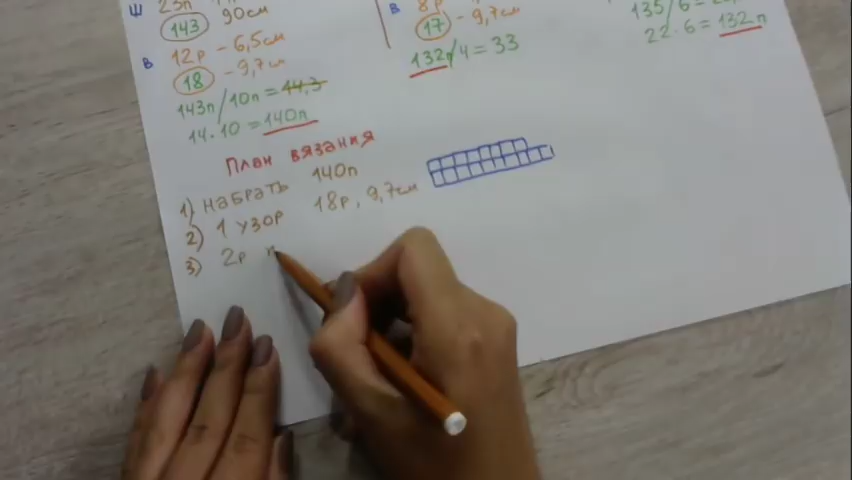 Ш 23п
143 90см
в 12р - 6,5см
18 - 9,7см
143п/10п = 14,3
14.10 = 140п
в 8р
17 - 9,7см
132п/4 = 33
135/6 =
22.6 = 132п
План вязания
1) набрать 140п
2) 1 узор 18р, 9,7см
3) 2р